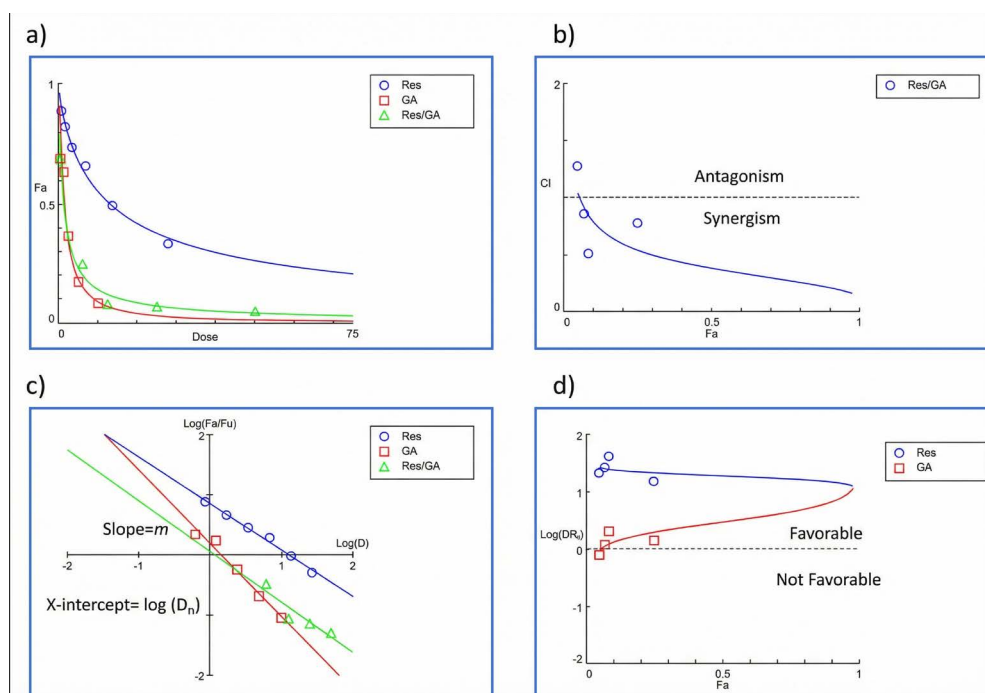 a)
1
Res
GA
Res/GA
Fa
0.5
0
0
Dose
75
b)
2
Res/GA
CI
Antagonism
Synergism
0
0
0.5
1
Fa
c)
Log(Fa/Fu)
2
Res
GA
Res/GA
Slope=m
Log(D)
-2
-1
0
1
2
X-intercept= log (Dn)
-1
-2
d)
2
Res
GA
1
Favorable
Log(DRI)
0
Not Favorable
-1
-2
0
0.5
1
Fa